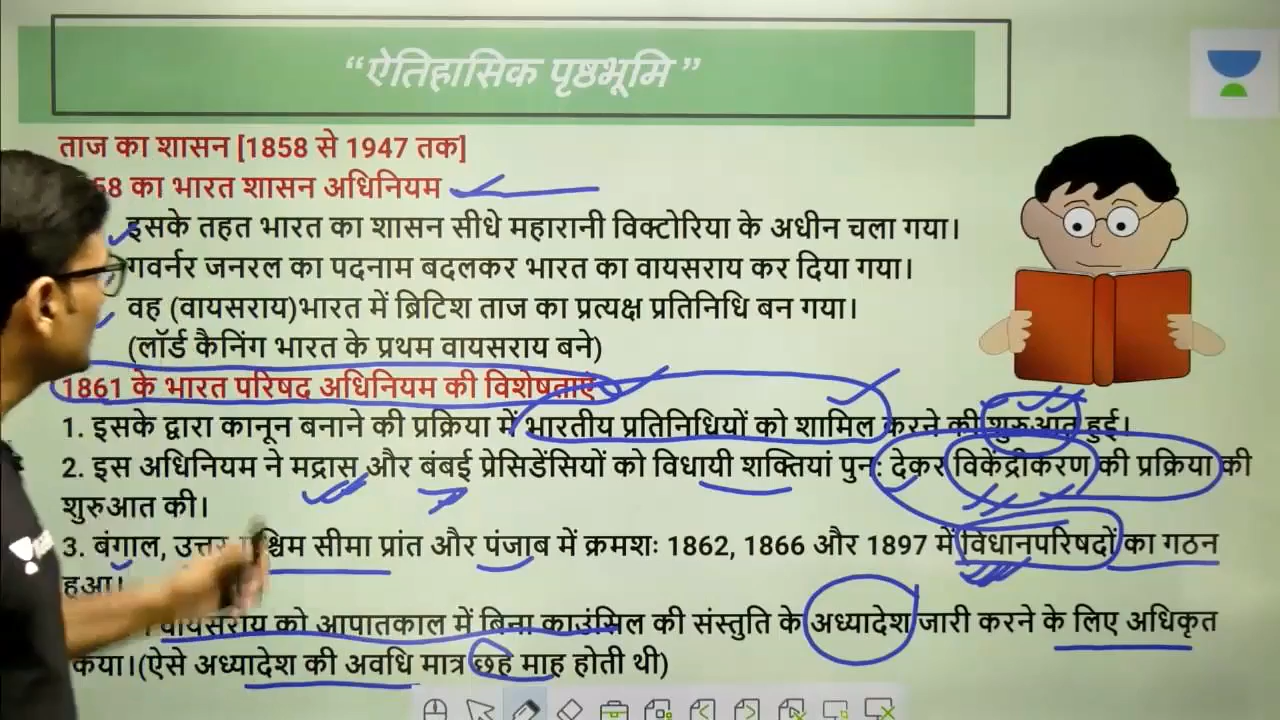 “ऐतिहासिक पृष्ठभूमि”
ताज का शासन [1858 से 1947 तक]
58 का भारत शासन अधिनियम
इसके तहत भारत का शासन सीधे महारानी विक्टोरिया के अधीन चला गया।
गवर्नर जनरल का पदनाम बदलकर भारत का वायसराय कर दिया गया।
वह (वायसराय)भारत में ब्रिटिश ताज का प्रत्यक्ष प्रतिनिधि बन गया।
(लॉर्ड कैनिंग भारत के प्रथम वायसराय बने)
1861 के भारत परिषद अधिनियम की विशेषताएं
1. इसके द्वारा कानून बनाने की प्रक्रिया में भारतीय प्रतिनिधियों को शामिल करने की शुरुआत हुई।
2. इस अधिनियम ने मद्रास और बंबई प्रेसिडेंसियों को विधायी शक्तियां पुन: देकर विकेंद्रीकरण की प्रक्रिया की
शुरुआत की।
3. बंगाल, उत्तर पश्चिम सीमा प्रांत और पंजाब में क्रमशः 1862, 1866 और 1897 में विधानपरिषदों का गठन
हुआ।
वायसराय को आपातकाल में बिना काउंसिल की संस्तुति के अध्यादेश जारी करने के लिए अधिकृत
किया।(ऐसे अध्यादेश की अवधि मात्र छह माह होती थी)